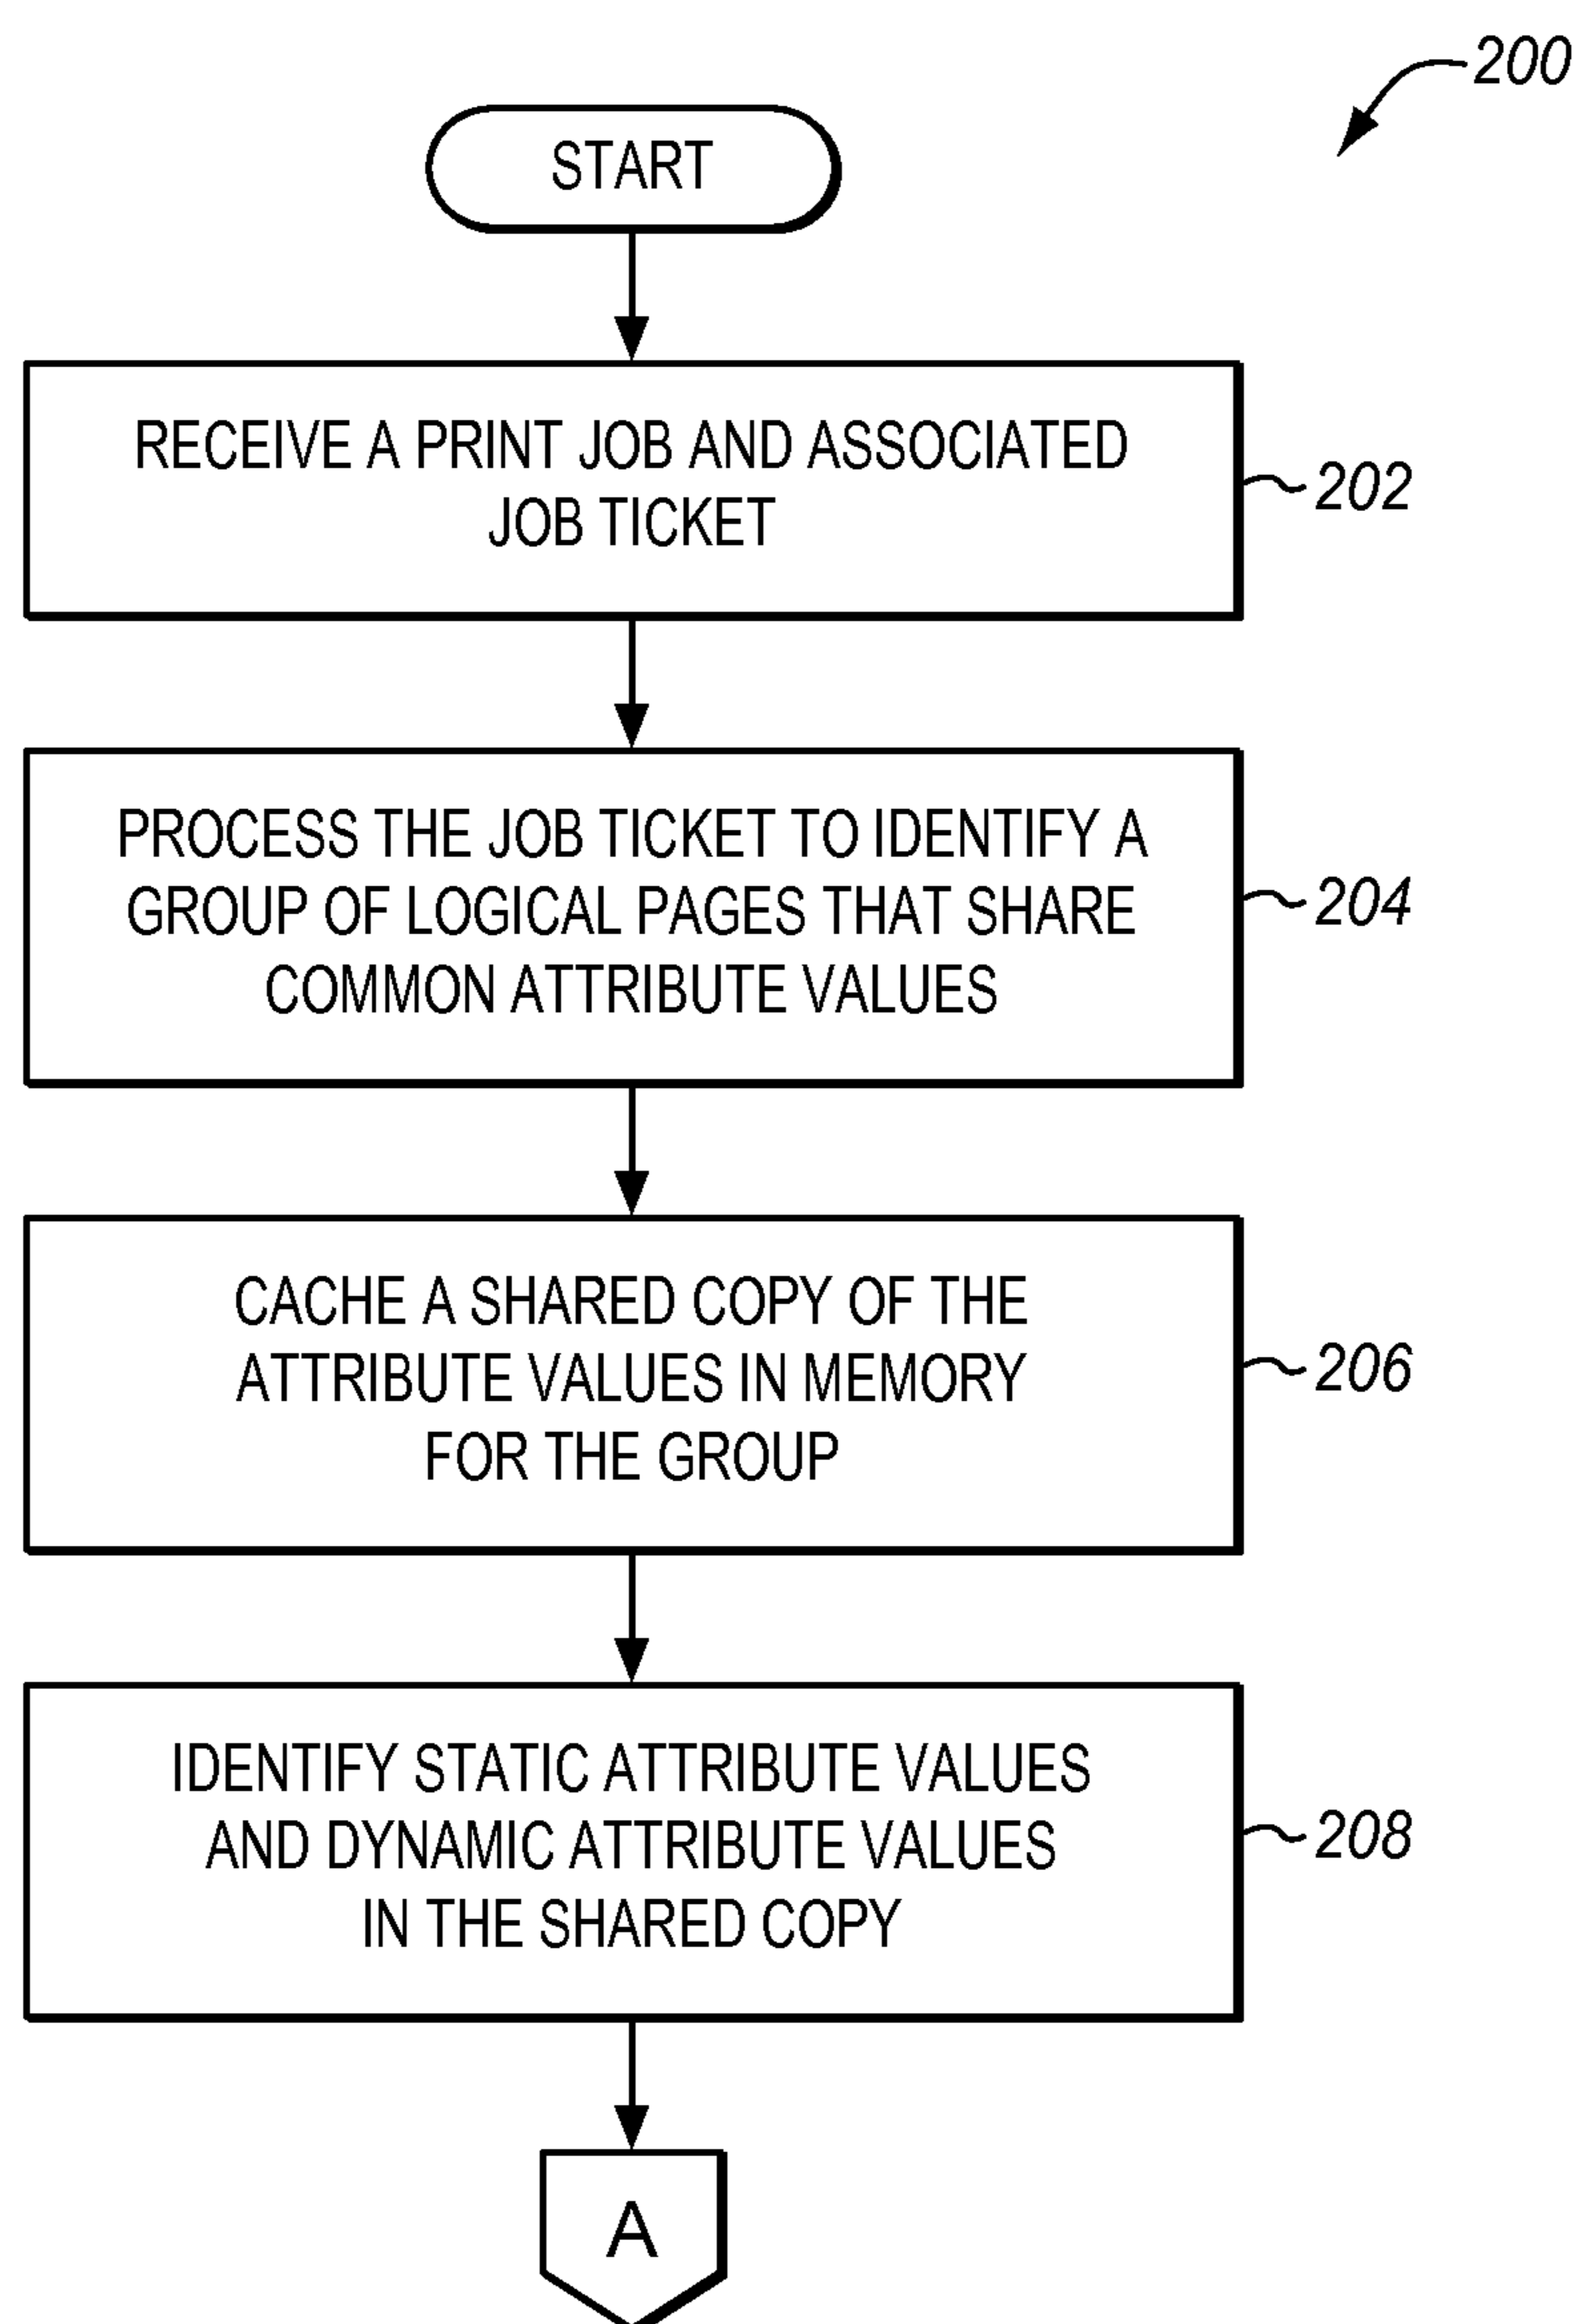 200
START
RECEIVE A PRINT JOB AND ASSOCIATED
JOB TICKET
202
PROCESS THE JOB TICKET TO IDENTIFY A
GROUP OF LOGICAL PAGES THAT SHARE
COMMON ATTRIBUTE VALUES
204
CACHE A SHARED COPY OF THE
ATTRIBUTE VALUES IN MEMORY
FOR THE GROUP
206
IDENTIFY STATIC ATTRIBUTE VALUES
AND DYNAMIC ATTRIBUTE VALUES
IN THE SHARED COPY
208
A